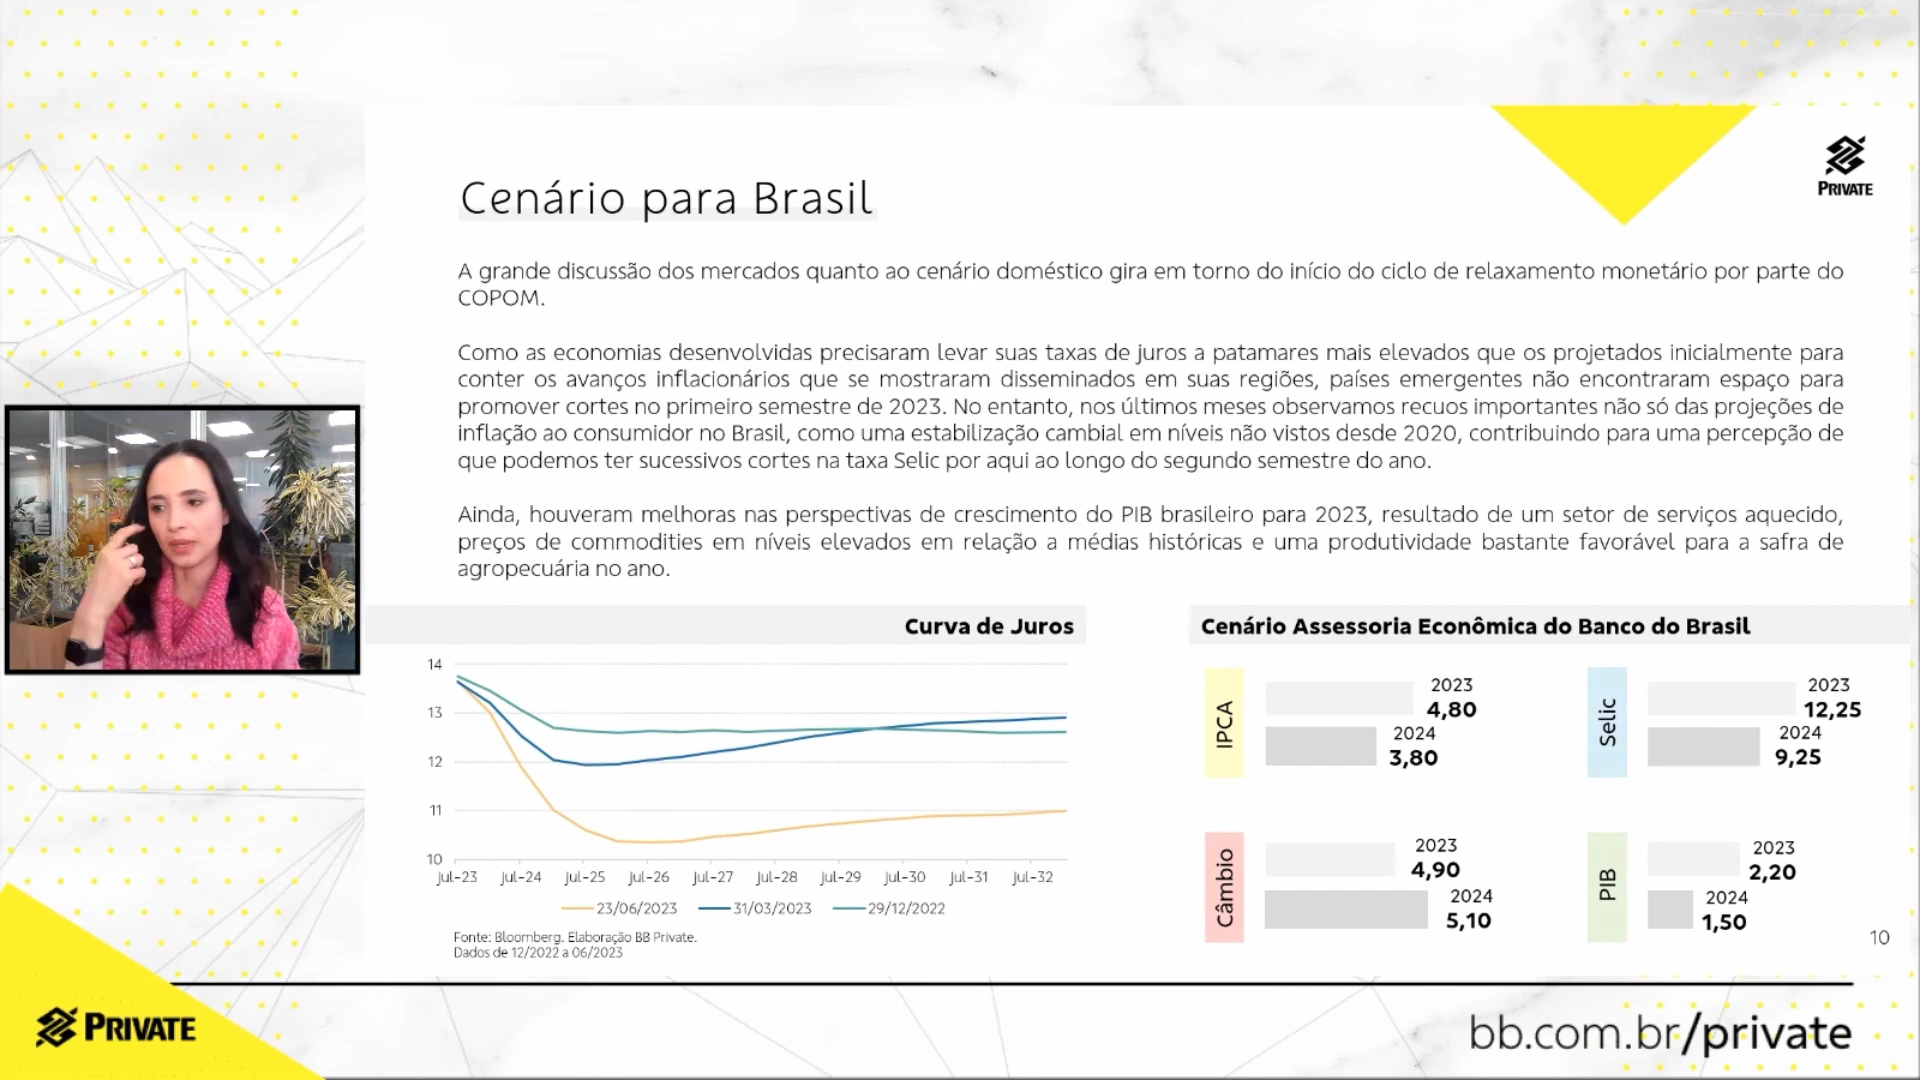 PRIVATE
Cenário para Brasil
A grande discussão dos mercados quanto ao cenário doméstico gira em torno do início do ciclo de relaxamento monetário por parte do
COPOM.
Como as economias desenvolvidas precisaram levar suas taxas de juros a patamares mais elevados que os projetados inicialmente para
conter os avanços inflacionários que se mostraram disseminados em suas regiões, países emergentes não encontraram espaço para
promover cortes no primeiro semestre de 2023. No entanto, nos últimos meses observamos recuos importantes não só das projeções de
inflação ao consumidor no Brasil, como uma estabilização cambial em níveis não vistos desde 2020, contribuindo para uma percepção de
que podemos ter sucessivos cortes na taxa Selic por aqui ao longo do segundo semestre do ano.
Ainda, houveram melhoras nas perspectivas de crescimento do PIB brasileiro para 2023, resultado de um setor de serviços aquecido,
preços de commodities em níveis elevados em relação a médias históricas e uma produtividade bastante favorável para a safra de
agropecuária no ano.
Curva de Juros
14
13
12
11
10
jul-23 jul-24 jul-25 jul-26 jul-27 jul-28 jul-29 jul-30 jul-31 jul-32
23/06/2023 31/03/2023 29/12/2022
Fonte: Bloomberg. Elaboração BB Private.
Dados de 12/2022 a 06/2023
Cenário Assessoria Econômica do Banco do Brasil
IPCA
2023
4,80
2024
3,80
Selic
2023
12,25
2024
9,25
Câmbio
2023
4,90
2024
5,10
PIB
2023
2,20
2024
1,50
10
PRIVATE
bb.com.br/private